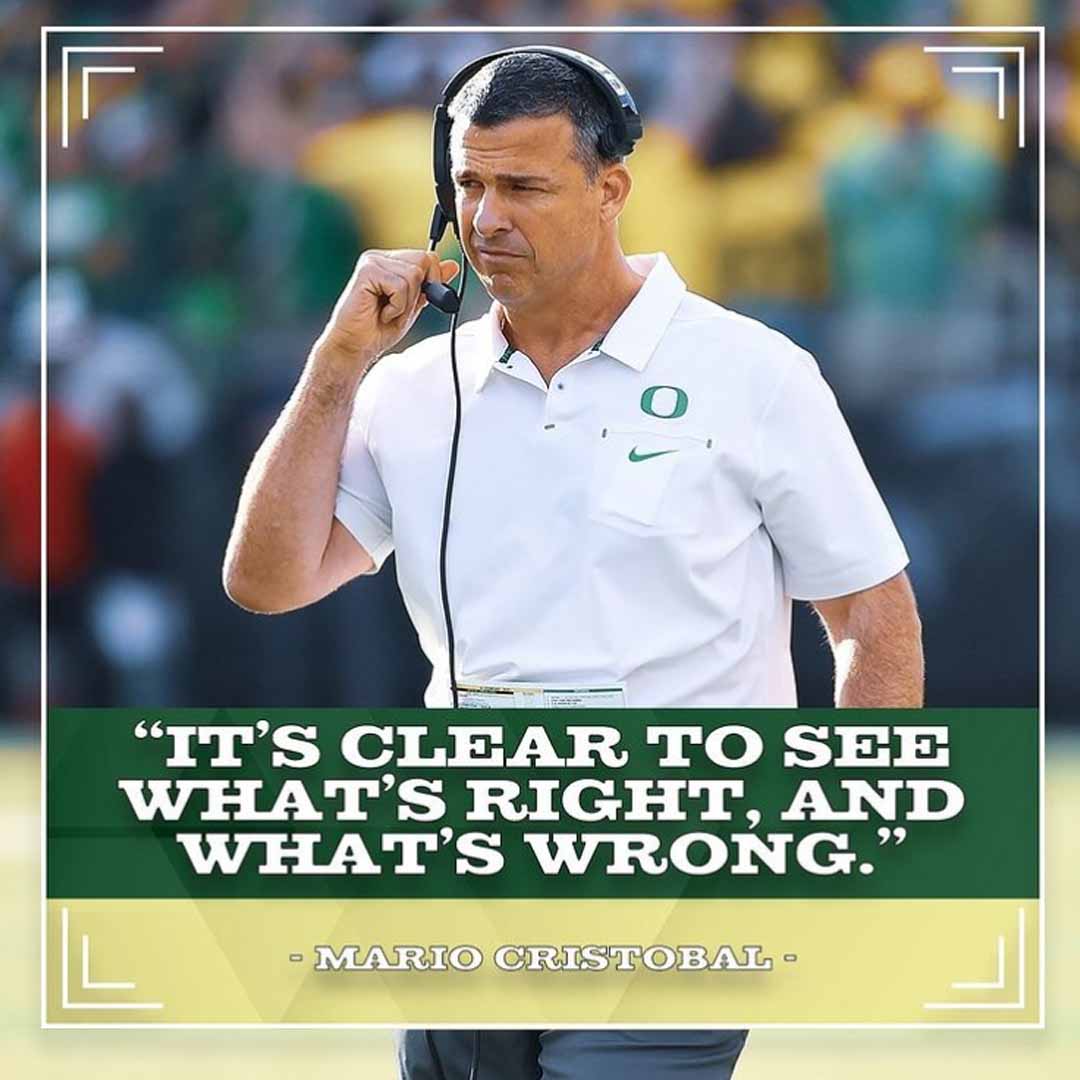 O
“IT’S CLEAR TO SEE
WHAT’S RIGHT, AND
WHAT’S WRONG.”
- MARIO CRISTOBAL -